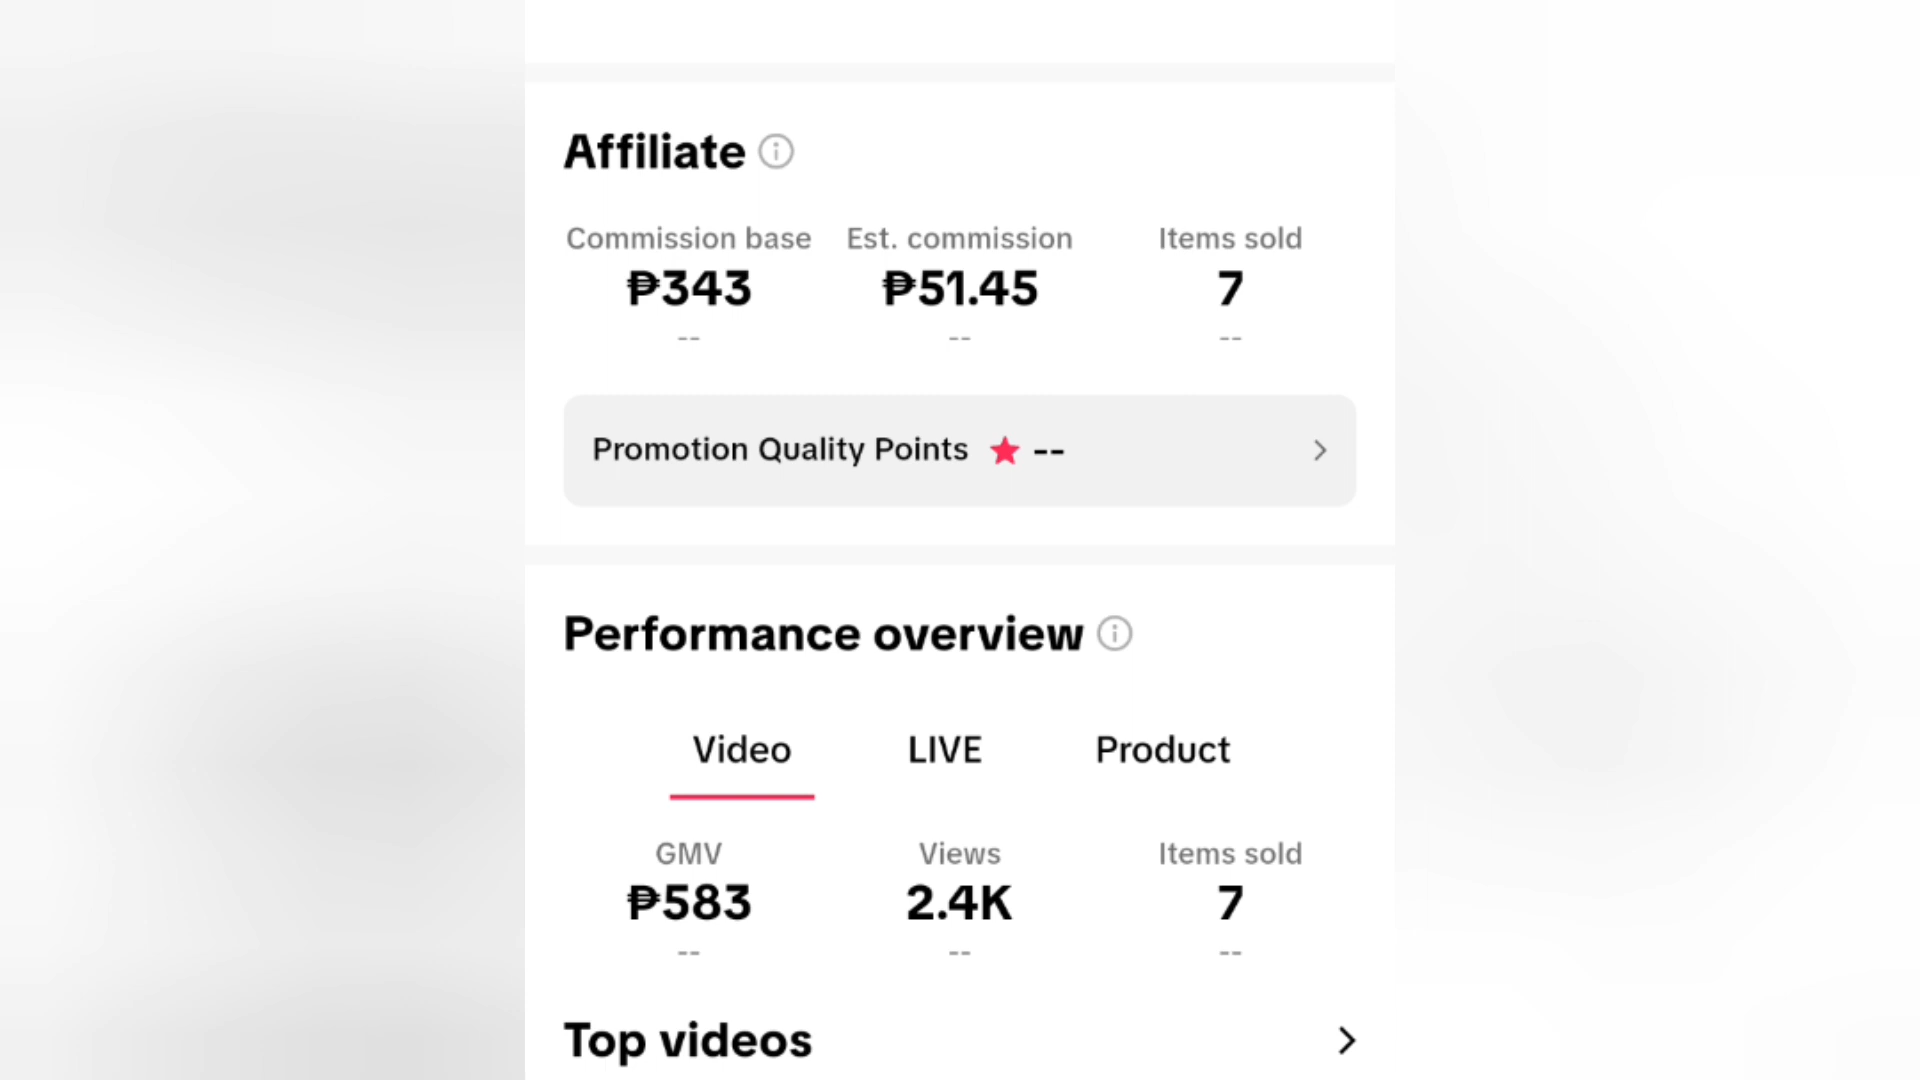 Affiliate
Commission base Est. commission Items sold
₱343 ₱51.45 7
-- -- --
Promotion Quality Points --
Performance overview
Video LIVE Product
GMV Views Items sold
₱583 2.4K 7
-- -- --
Top videos